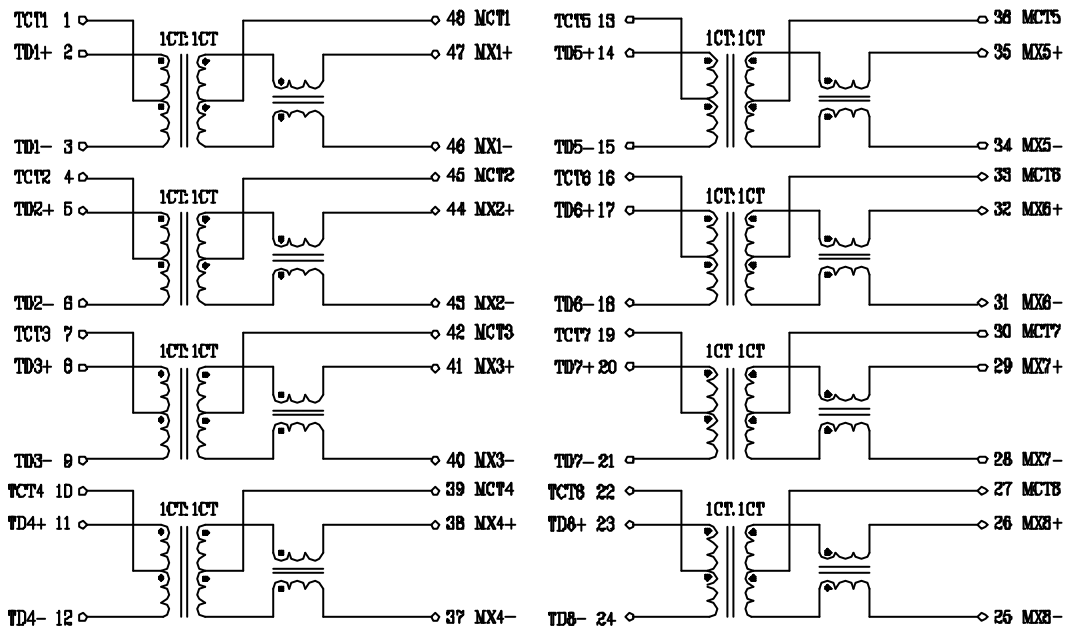 TCT1 1
48 MCT1
1CT:1CT
TD1+ 2
47 MX1+
TD1- 3
46 MX1-
TCT2 4
45 MCT2
1CT:1CT
TD2+ 5
44 MX2+
TD2- 6
43 MX2-
TCT3 7
42 MCT3
1CT:1CT
TD3+ 8
41 MX3+
TD3- 9
40 MX3-
TCT4 10
39 MCT4
1CT:1CT
TD4+ 11
38 MX4+
TD4- 12
37 MX4-
TCT5 13
36 MCT5
1CT:1CT
TD5+ 14
35 MX5+
TD5- 15
34 MX5-
TCT6 16
33 MCT6
1CT:1CT
TD6+ 17
32 MX6+
TD6- 18
31 MX6-
TCT7 19
30 MCT7
1CT:1CT
TD7+ 20
29 MX7+
TD7- 21
28 MX7-
TCT8 22
27 MCT8
1CT:1CT
TD8+ 23
26 MX8+
TD8- 24
25 MX8-